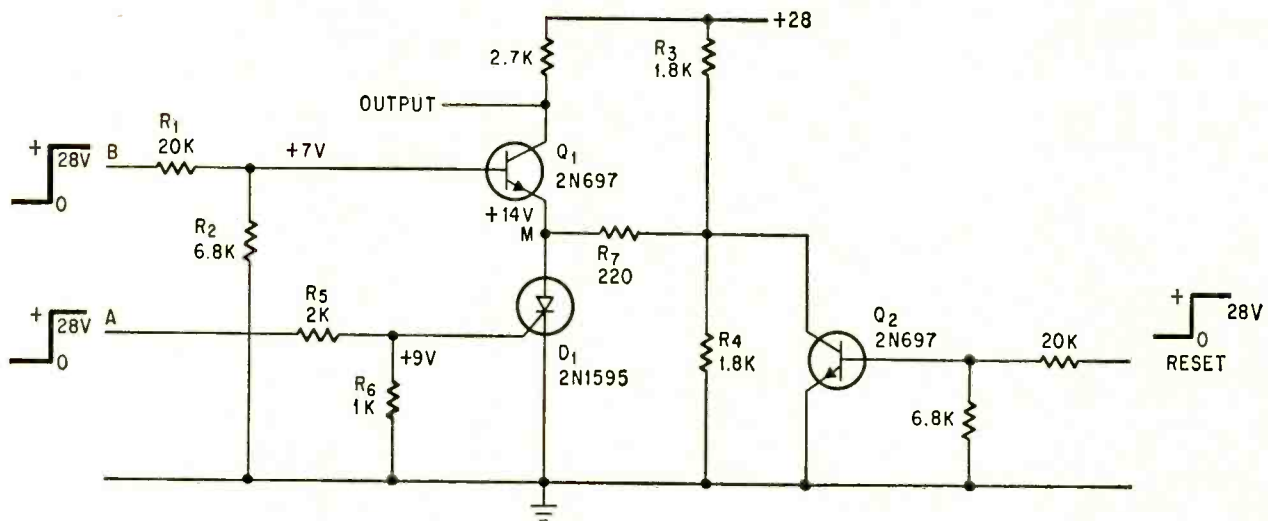 +28
2.7K
R3
1.8K
OUTPUT
R1
20K
+ 28V B
0
+7V
Q1
2N697
+14V
M
R2
6.8K
R7
220
R5
2K
+ 28V A
0
+9V
R6
1K
D1
2N1595
R4
1.8K
Q2
2N697
20K
+ 28V
0
RESET
6.8K